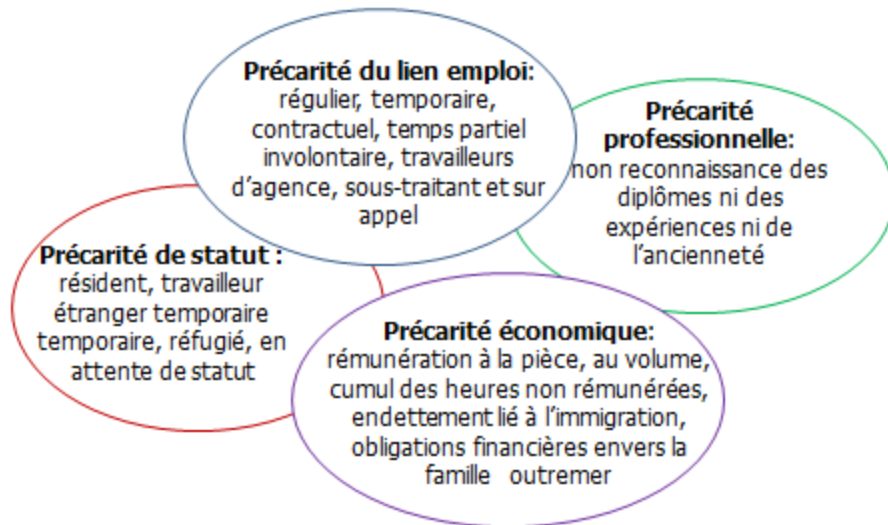 Précarité du lien emploi:
régulier, temporaire,
contractuel, temps partiel
involontaire, travailleurs
d'agence, sous-traitant et sur
appel
Précarité
professionnelle:
non reconnaissance des
diplômes ni des
expériences ni de
l'ancienneté
Précarité de statut :
résident, travailleur
étranger temporaire
temporaire, réfugié, en
attente de statut
Précarité économique:
rémunération à la pièce, au volume,
cumul des heures non rémunérées,
endettement lié à l'immigration,
obligations financières envers la
famille outremer